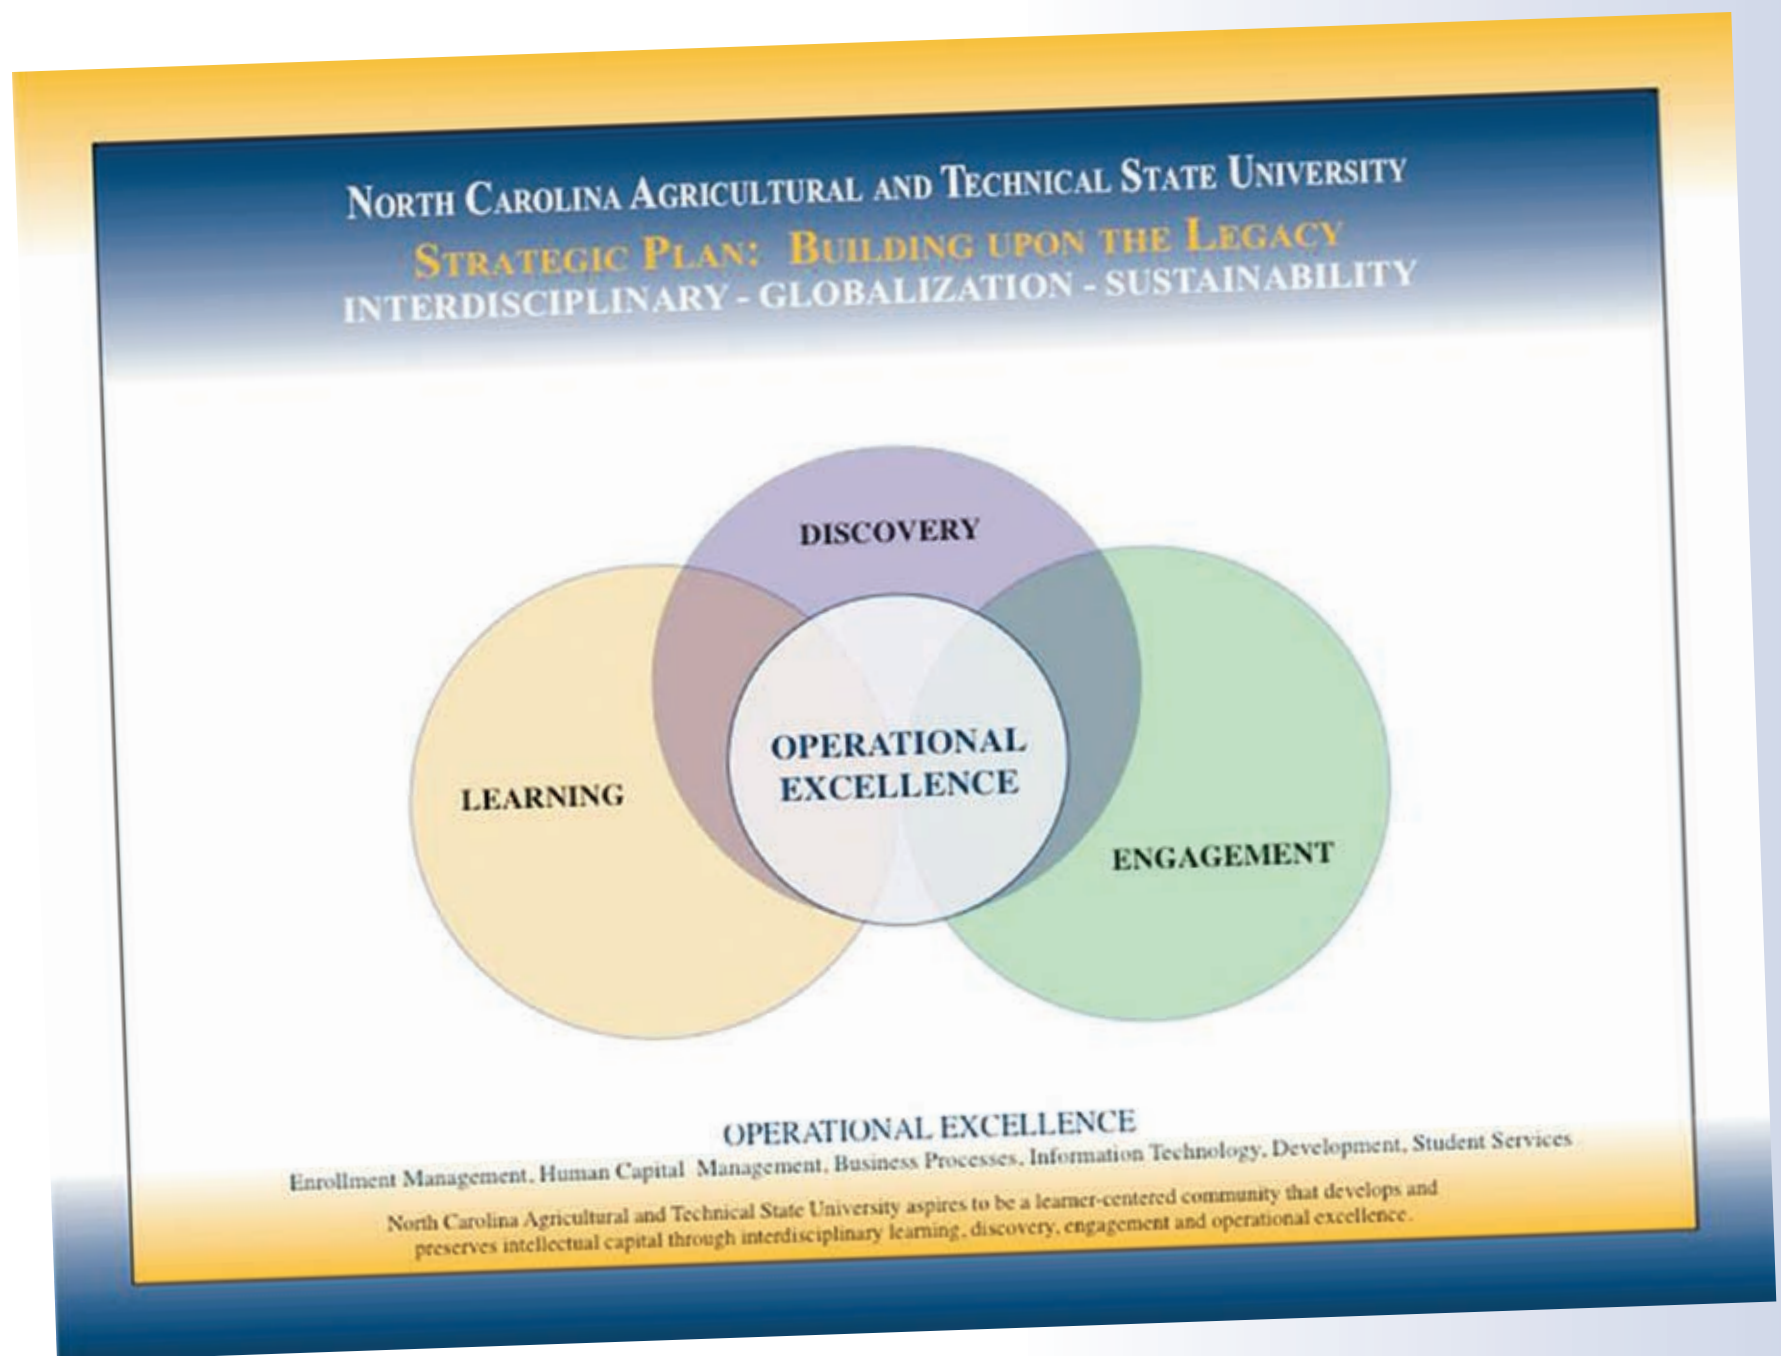 NORTH CAROLINA AGRICULTURAL AND TECHNICAL STATE UNIVERSITY
STRATEGIC PLAN: BUILDING UPON THE LEGACY
INTERDISCIPLINARY - GLOBALIZATION - SUSTAINABILITY
DISCOVERY
OPERATIONAL
EXCELLENCE
LEARNING
ENGAGEMENT
OPERATIONAL EXCELLENCE
Enrollment Management, Human Capital Management, Business Processes, Information Technology, Development, Student Services
North Carolina Agricultural and Technical State University aspires to be a learner-centered community that develops and
preserves intellectual capital through interdisciplinary learning, discovery, engagement and operational excellence.